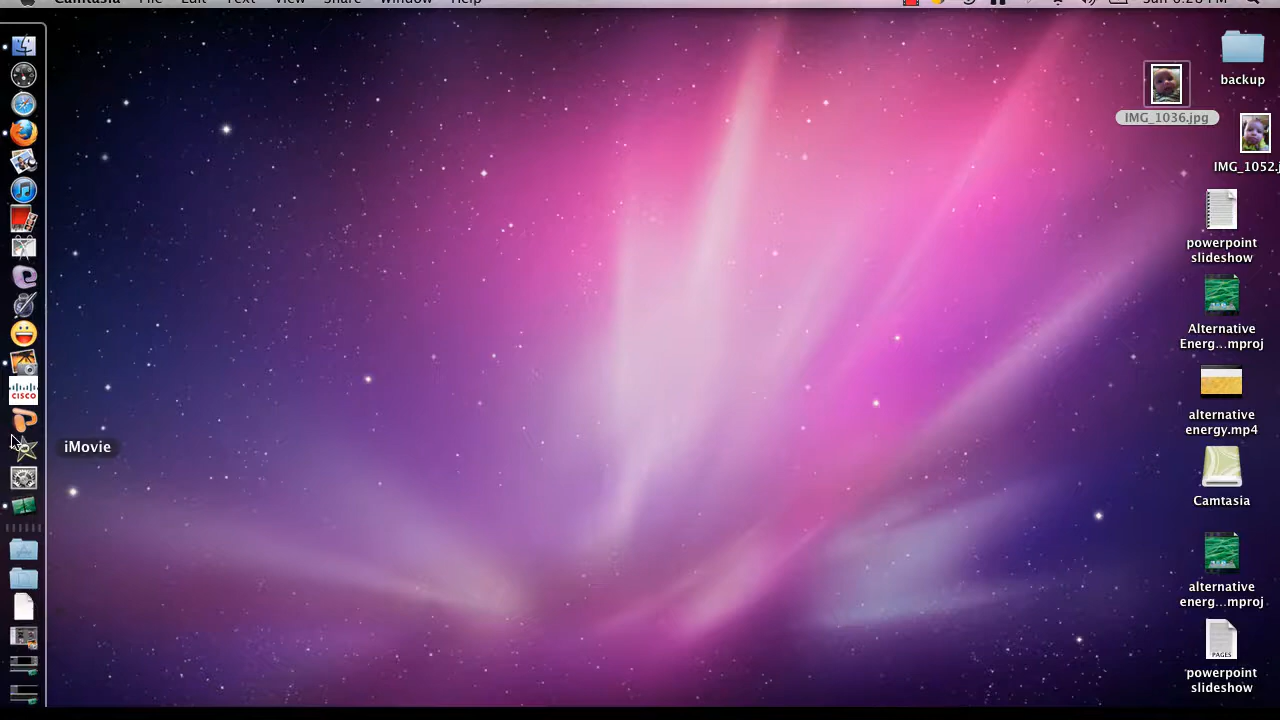 Camtasia File Edit Text View Share Window Help
backup
IMG_1036.jpg
IMG_1052.j
powerpoint
slideshow
Alternative
Energ...mproj
alternative
energy.mp4
CISCO
iMovie
Camtasia
alternative
energ...mproj
PAGES
powerpoint
slideshow